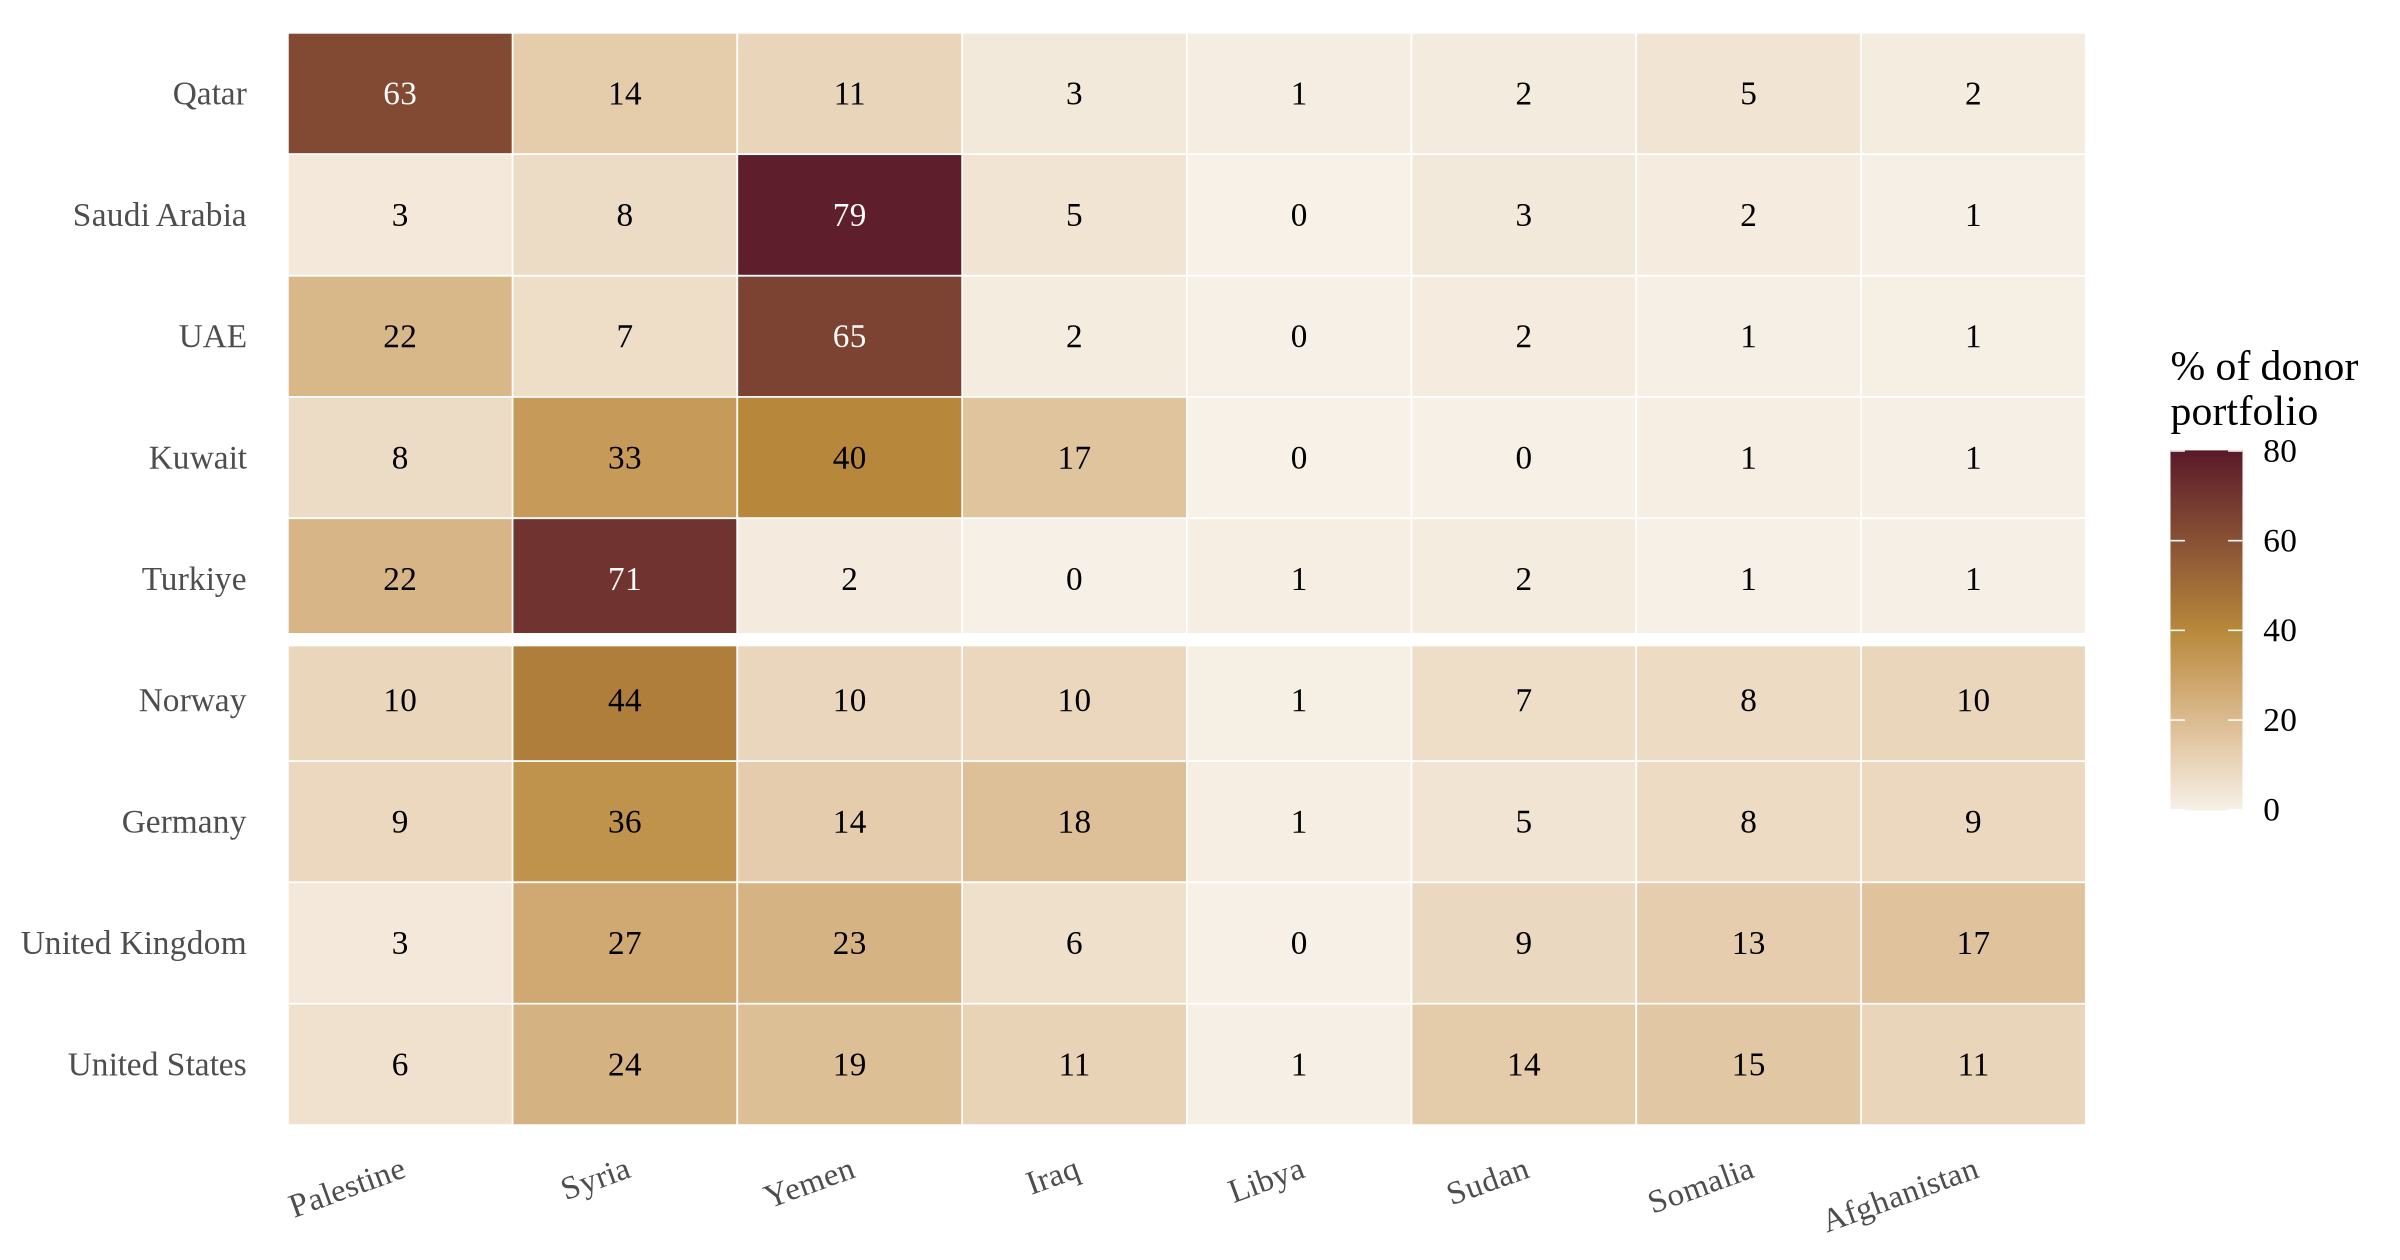 Qatar 63 14 11 3 1 2 5 2
Saudi Arabia 3 8 79 5 0 3 2 1
UAE 22 7 65 2 0 2 1 1
Kuwait 8 33 40 17 0 0 1 1
Turkiye 22 71 2 0 1 2 1 1
Norway 10 44 10 10 1 7 8 10
Germany 9 36 14 18 1 5 8 9
United Kingdom 3 27 23 6 0 9 13 17
United States 6 24 19 11 1 14 15 11
Palestine Syria Yemen Iraq Libya Sudan Somalia Afghanistan
% of donor
portfolio
80
60
40
20
0